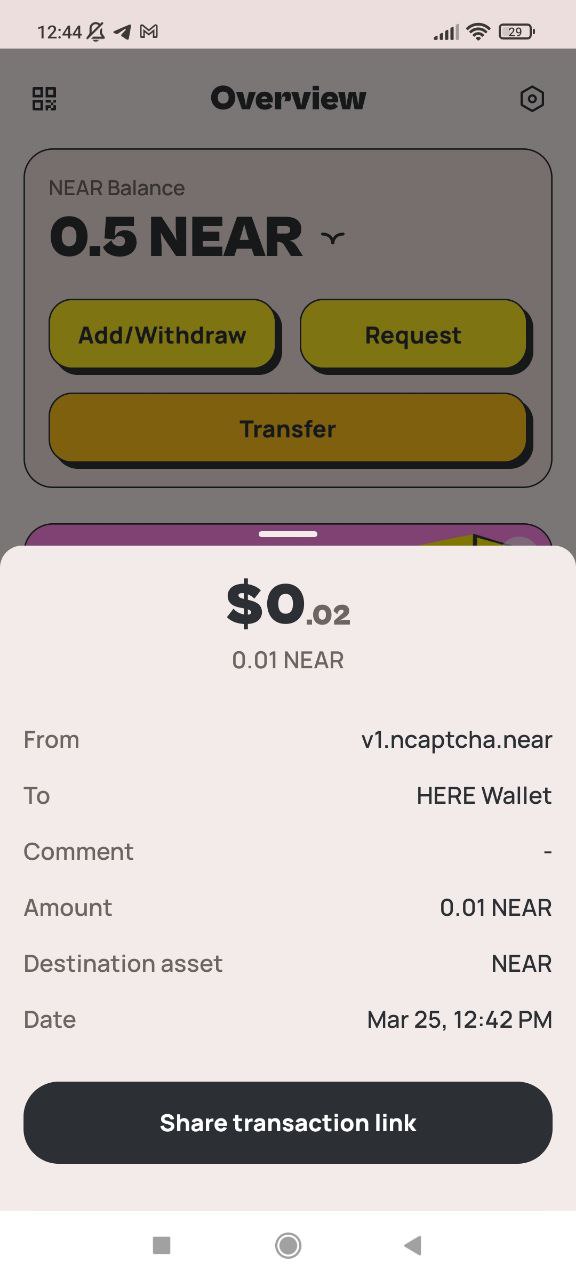 12:44
29
Overview
NEAR Balance
0.5 NEAR
Add/Withdraw Request
Transfer
$0.02
0.01 NEAR
From v1.ncaptcha.near
To HERE Wallet
Comment -
Amount 0.01 NEAR
Destination asset NEAR
Date Mar 25, 12:42 PM
Share transaction link